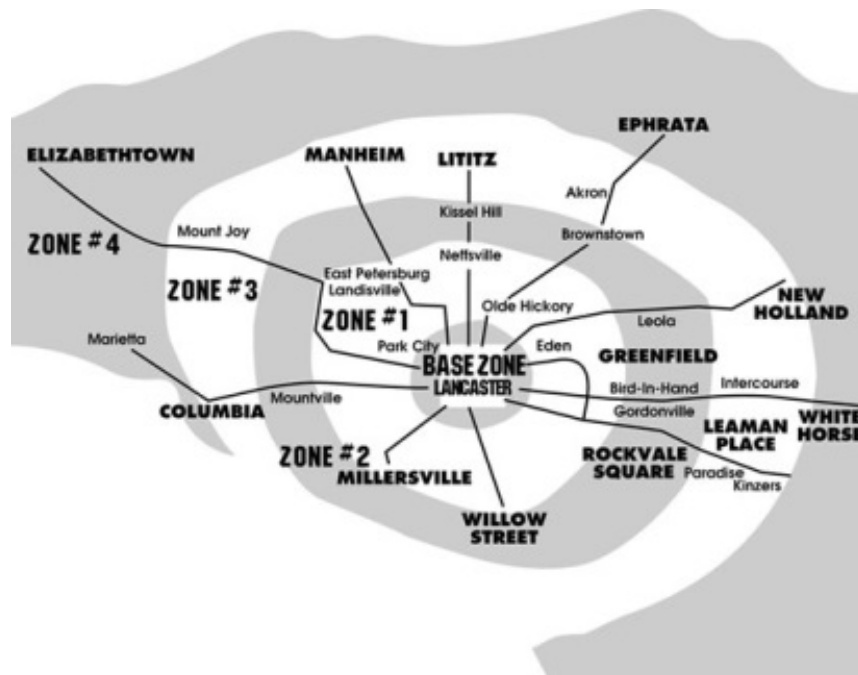 EPHRATA
ELIZABETHTOWN
MANHEIM
LITITZ
Akron
Kissel Hill
Mount Joy
Brownstown
ZONE #4
Neffsville
East Petersburg
Landisville
ZONE #3
NEW
HOLLAND
Olde Hickory
ZONE #1
Leola
Marietta
Park City
Eden
BASE ZONE
LANCASTER
GREENFIELD
Bird-In-Hand
Intercourse
Mountville
COLUMBIA
Gordonville
LEAMAN
PLACE
WHITE
HORSE
ZONE #2
MILLERSVILLE
ROCKVALE
SQUARE
Paradise
Kinzers
WILLOW
STREET